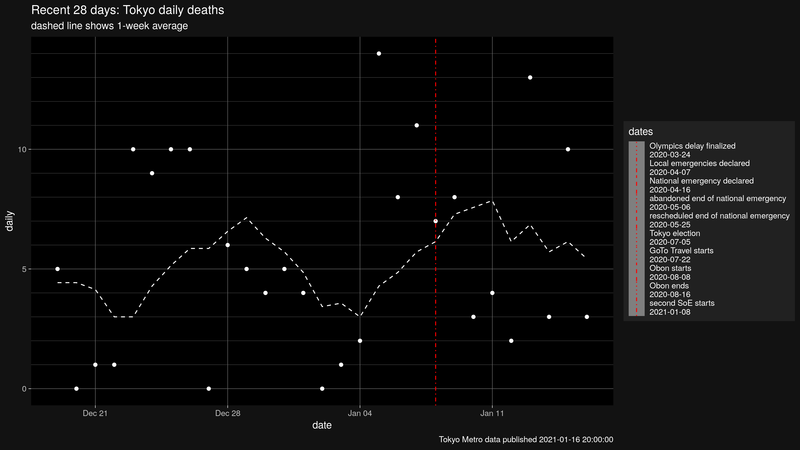 Recent 28 days: Tokyo daily deaths
dashed line shows 1-week average
daily
10
5
0
Dec 21
Dec 28
Jan 04
Jan 11
date
Tokyo Metro data published 2021-01-16 20:00:00
dates
Olympics delay finalized
2020-03-24
Local emergencies declared
2020-04-07
National emergency declared
2020-04-16
abandoned end of national emergency
2020-05-06
rescheduled end of national emergency
2020-05-25
Tokyo election
2020-07-05
GoTo Travel starts
2020-07-22
Obon starts
2020-08-08
Obon ends
2020-08-16
second SoE starts
2021-01-08